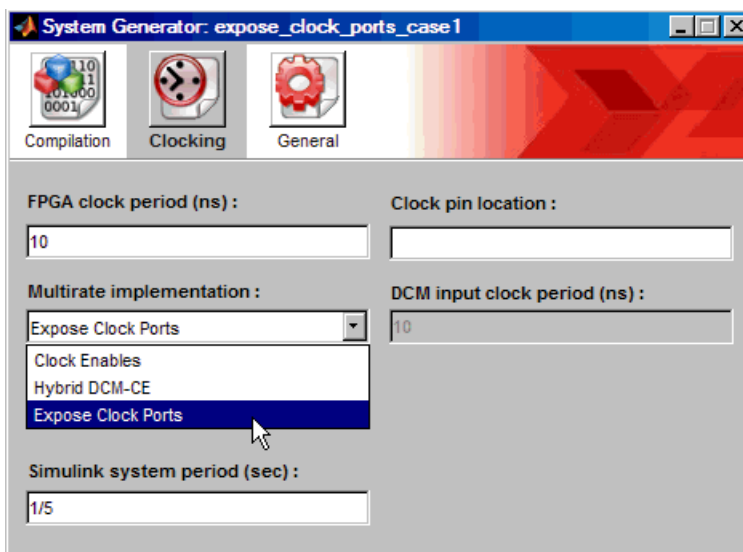 System Generator: expose_clock_ports_case1
Compilation
Clocking
General
FPGA clock period (ns) :
10
Clock pin location :
Multirate implementation :
Expose Clock Ports
DCM input clock period (ns) :
10
Clock Enables
Hybrid DCM-CE
Expose Clock Ports
Simulink system period (sec) :
1/5